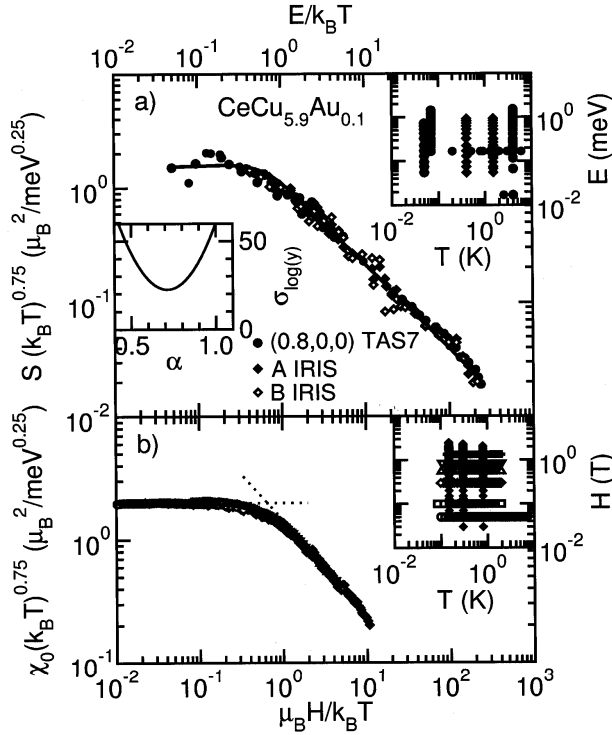 E/k_BT
10^-2 10^-1 10^0 10^1
a) CeCu_5.9Au_0.1
S (k_BT)^0.75 (μ_B^2/meV^0.25)
10^0
10^-1
10^0
10^-2
E (meV)
10^-2 10^0
T (K)
50
0
σ_log(y)
0.5 1.0
α
(0.8,0,0) TAS7
A IRIS
B IRIS
b)
χ_0(k_BT)^0.75 (μ_B^2/meV^0.25)
10^-2
10^0
10^-1
10^0
10^-2
H (T)
10^-2 10^0
T (K)
10^-2 10^-1 10^0 10^1 10^2 10^3
μ_BH/k_BT